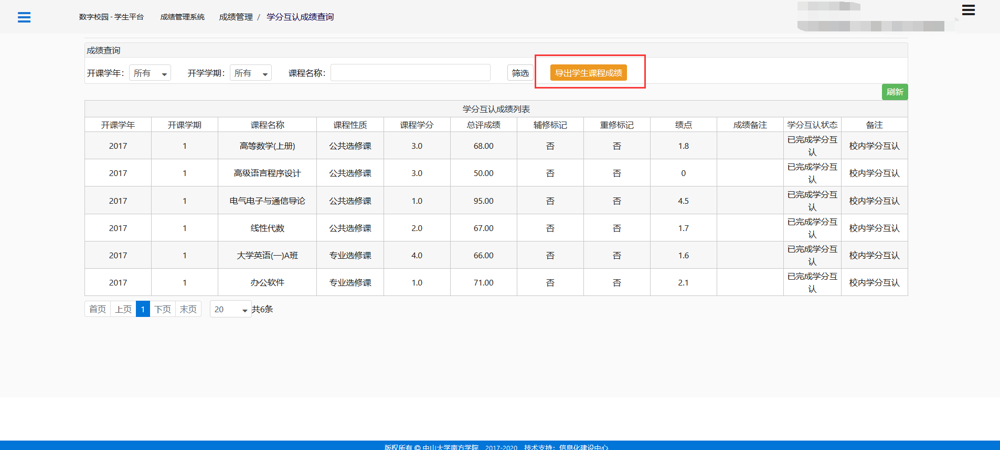 数字校园 - 学生平台 成绩管理系统 成绩管理 / 学分互认成绩查询
成绩查询
开课学年： 所有 开学学期： 所有 课程名称： 筛选 导出学生课程成绩
刷新
学分互认成绩列表
开课学年 开课学期 课程名称 课程性质 课程学分 总评成绩 辅修标记 重修标记 绩点 成绩备注 学分互认状态 备注
2017 1 高等数学(上册) 公共选修课 3.0 68.00 否 否 1.8 已完成学分互认 校内学分互认
2017 1 高级语言程序设计 公共选修课 3.0 50.00 否 否 0 已完成学分互认 校内学分互认
2017 1 电气电子与通信导论 公共选修课 1.0 95.00 否 否 4.5 已完成学分互认 校内学分互认
2017 1 线性代数 公共选修课 2.0 67.00 否 否 1.7 已完成学分互认 校内学分互认
2017 1 大学英语(一)A班 专业选修课 4.0 66.00 否 否 1.6 已完成学分互认 校内学分互认
2017 1 办公软件 专业选修课 1.0 71.00 否 否 2.1 已完成学分互认 校内学分互认
首页 上页 1 下页 末页 20 共6条
版权所有 © 中山大学南方学院 2017-2020 技术支持：信息化建设中心